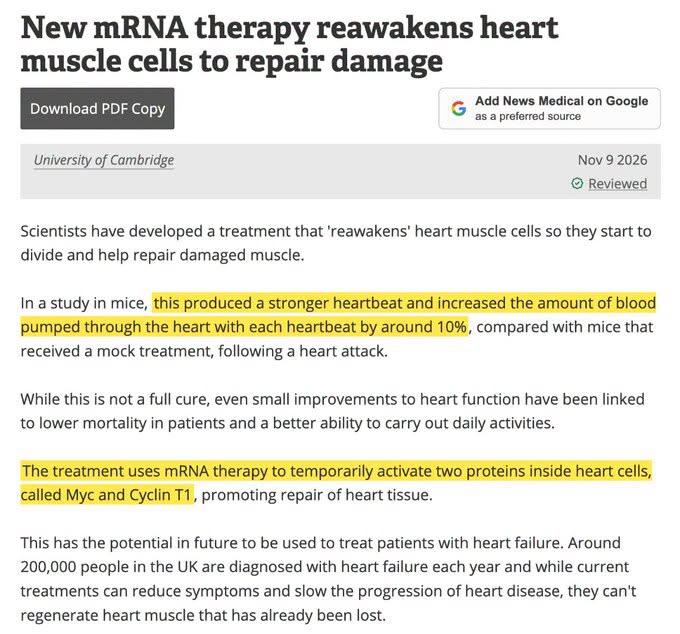 New mRNA therapy reawakens heart
muscle cells to repair damage
Download PDF Copy
Add News Medical on Google
as a preferred source
University of Cambridge
Nov 9 2026
Reviewed
Scientists have developed a treatment that 'reawakens' heart muscle cells so they start to
divide and help repair damaged muscle.
In a study in mice, this produced a stronger heartbeat and increased the amount of blood
pumped through the heart with each heartbeat by around 10%, compared with mice that
received a mock treatment, following a heart attack.
While this is not a full cure, even small improvements to heart function have been linked
to lower mortality in patients and a better ability to carry out daily activities.
The treatment uses mRNA therapy to temporarily activate two proteins inside heart cells,
called Myc and Cyclin T1, promoting repair of heart tissue.
This has the potential in future to be used to treat patients with heart failure. Around
200,000 people in the UK are diagnosed with heart failure each year and while current
treatments can reduce symptoms and slow the progression of heart disease, they can't
regenerate heart muscle that has already been lost.